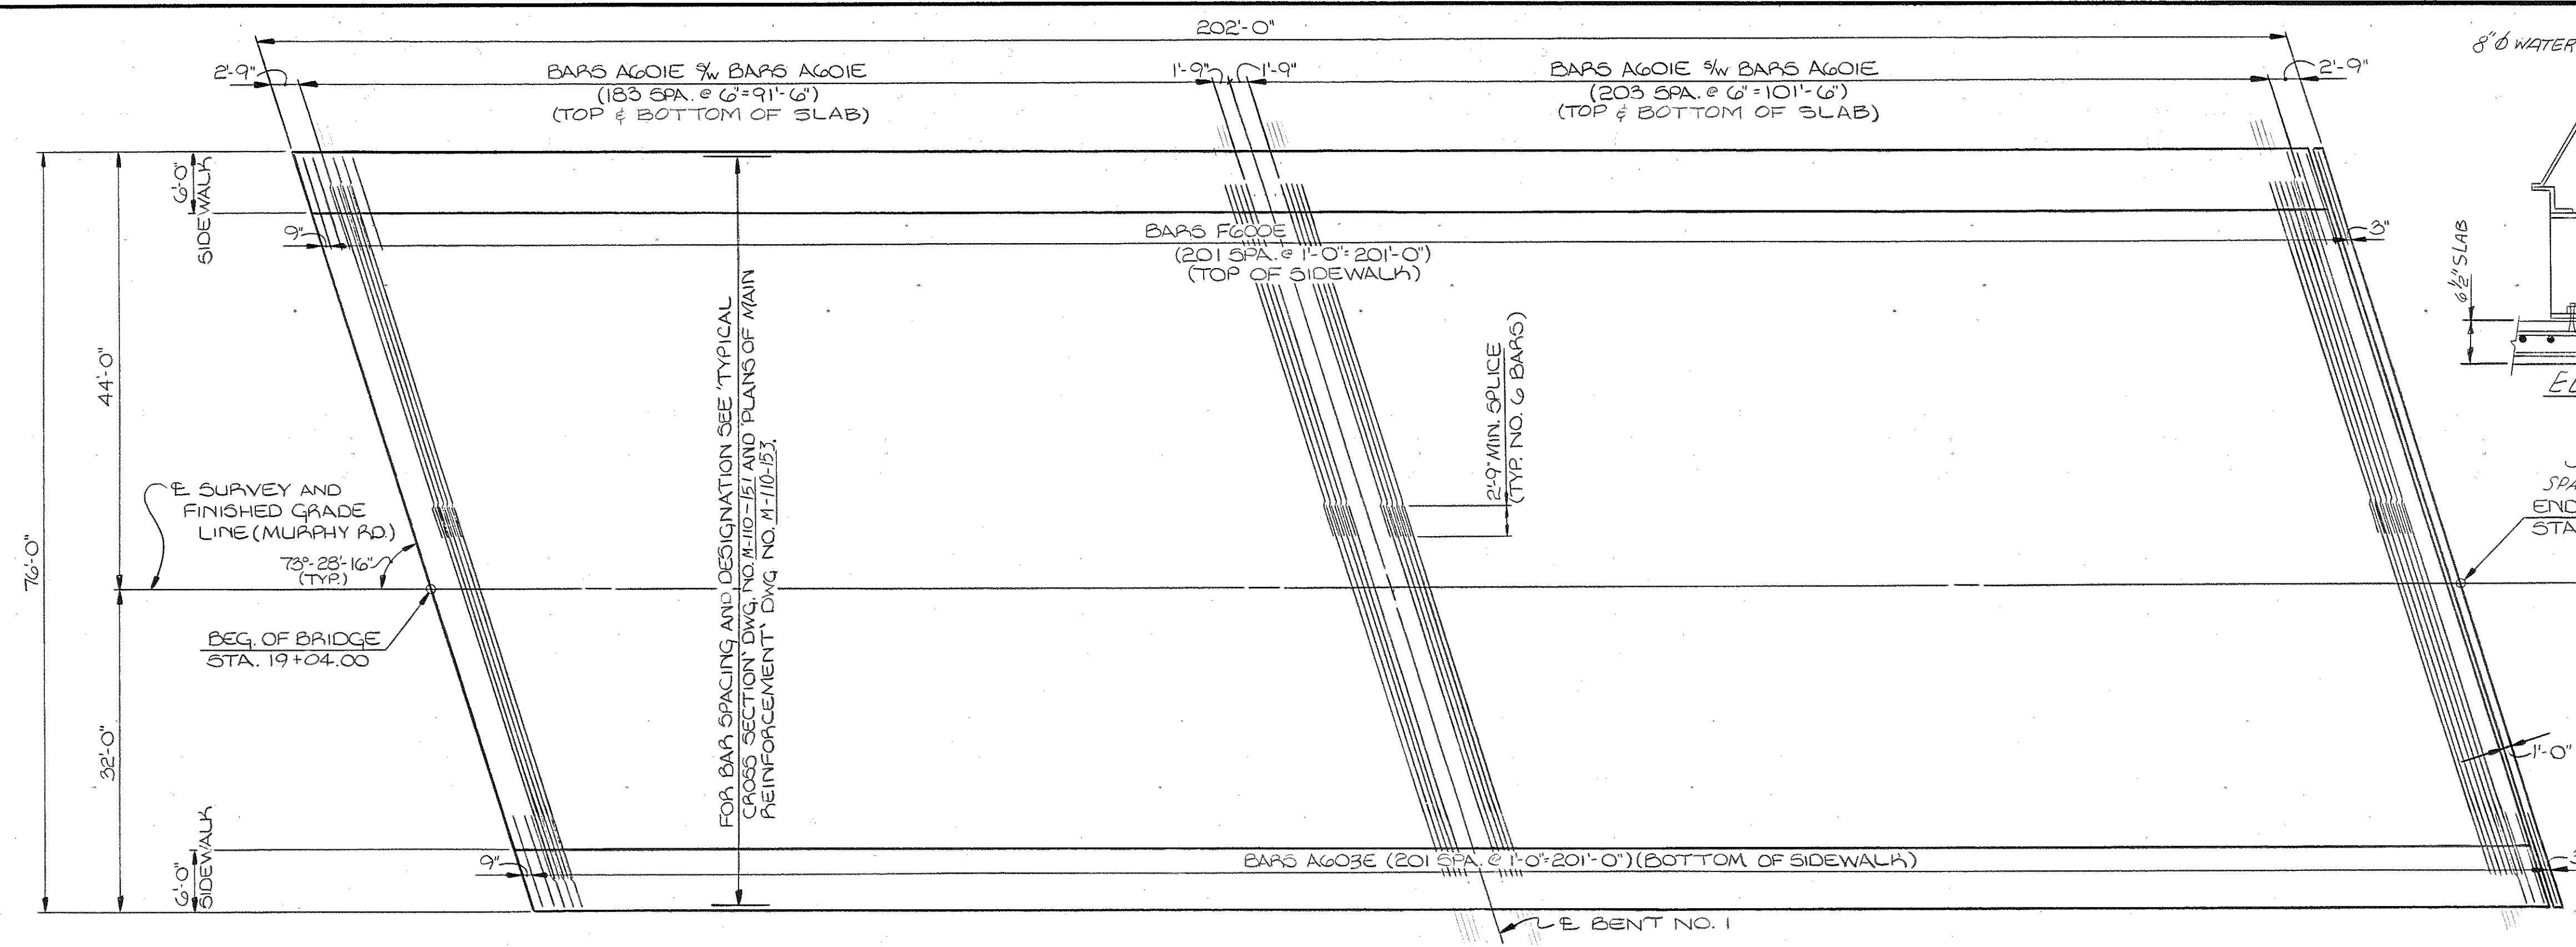 202'-0"
8"Ø WATER
2'-9"
BARS A601E S/W BARS A601E
(183 SPA. @ 6"=91'-6")
(TOP & BOTTOM OF SLAB)
1'-9"
1'-9"
BARS A601E S/W BARS A601E
(203 SPA. @ 6"=101'-6")
(TOP & BOTTOM OF SLAB)
2'-9"
6'-0"
SIDEWALK
9"
BARS F600E
(201 SPA. @ 1'-0"=201'-0")
(TOP OF SIDEWALK)
3"
6½" SLAB
76'-0"
44'-0"
32'-0"
FOR BAR SPACING AND DESIGNATION SEE 'TYPICAL
CROSS SECTION' DWG. NO. M-110-151 AND 'PLANS OF MAIN
REINFORCEMENT' DWG NO. M-110-153.
2'-9" MIN. SPLICE
(TYP. NO. 6 BARS)
℄ SURVEY AND
FINISHED GRADE
LINE (MURPHY RD.)
73°-28'-16"
(TYP.)
BEG. OF BRIDGE
STA. 19+04.00
SPA
END
STA
1'-0"
6'-0"
SIDEWALK
9"
BARS A603E (201 SPA. @ 1'-0"=201'-0") (BOTTOM OF SIDEWALK)
℄ BENT NO. 1